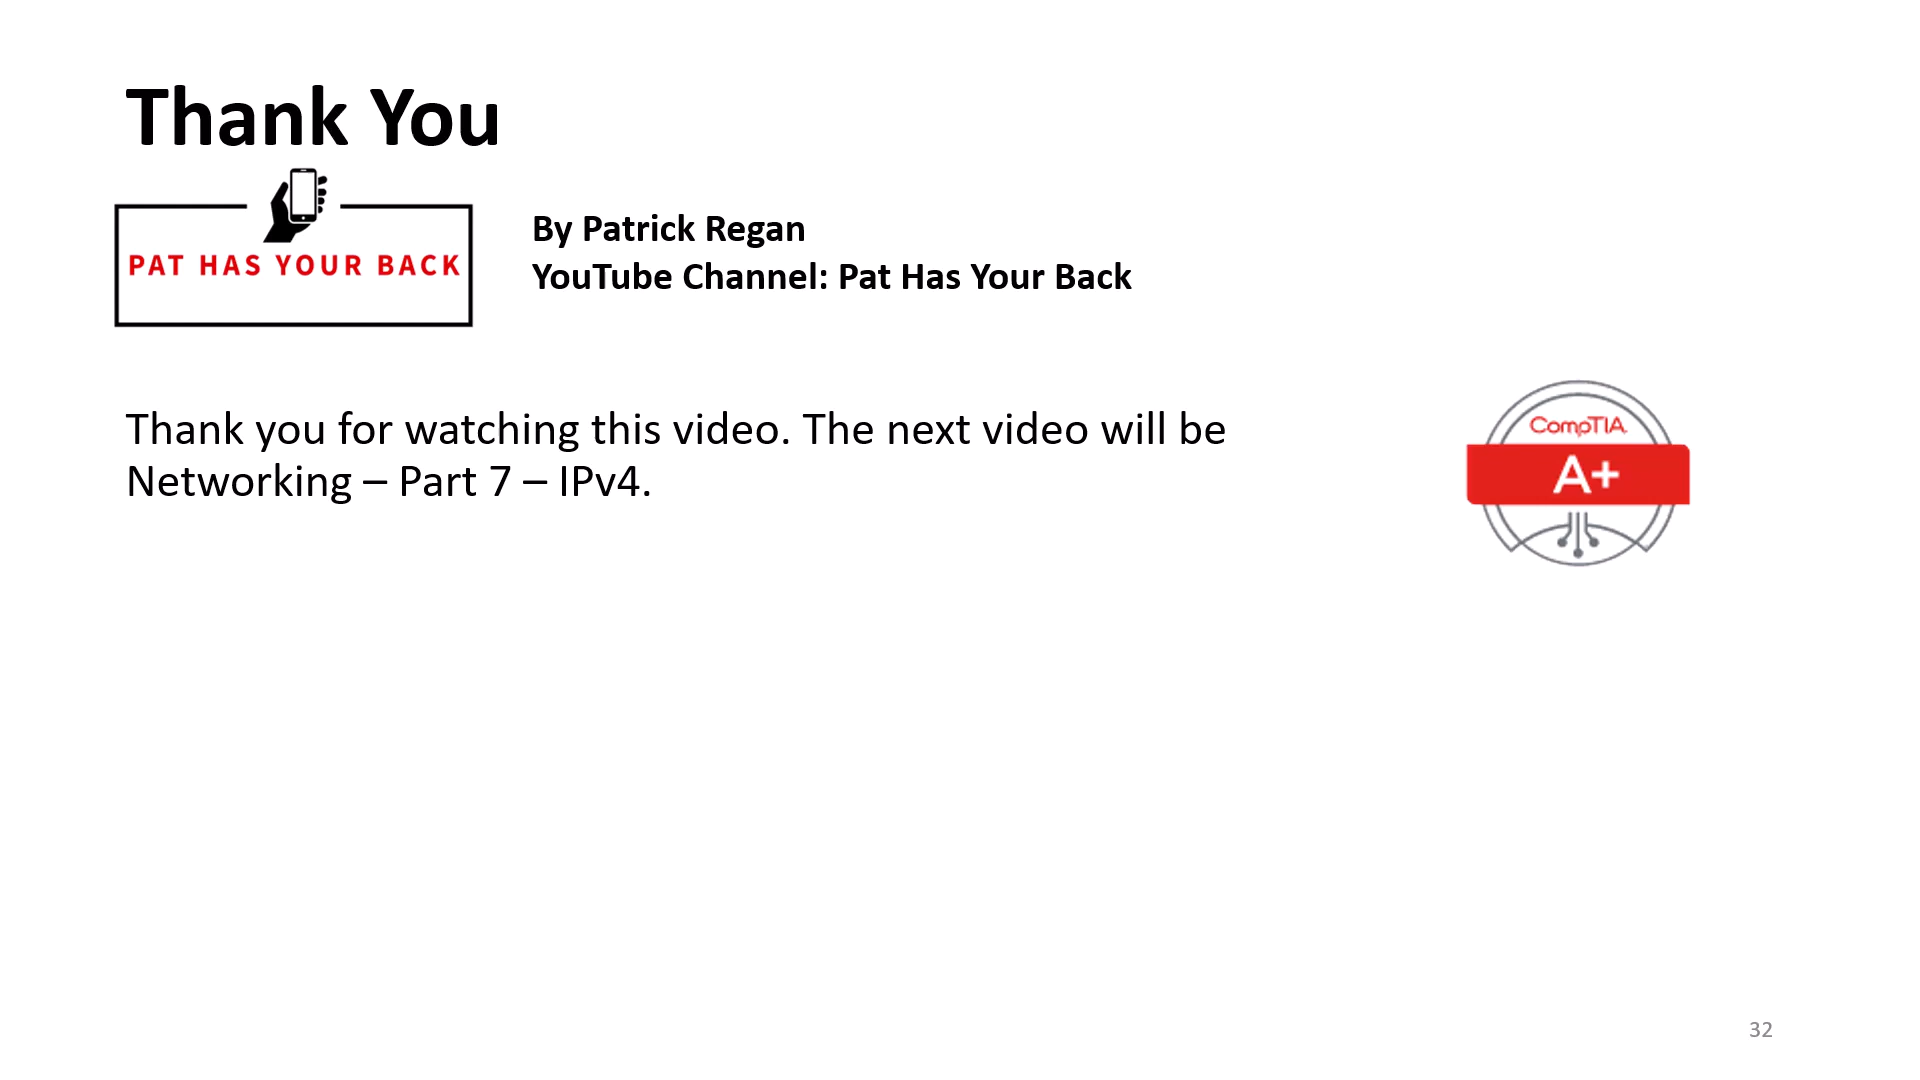 Thank You
PAT HAS YOUR BACK
By Patrick Regan
YouTube Channel: Pat Has Your Back
Thank you for watching this video. The next video will be
Networking – Part 7 – IPv4.
CompTIA
A+
32